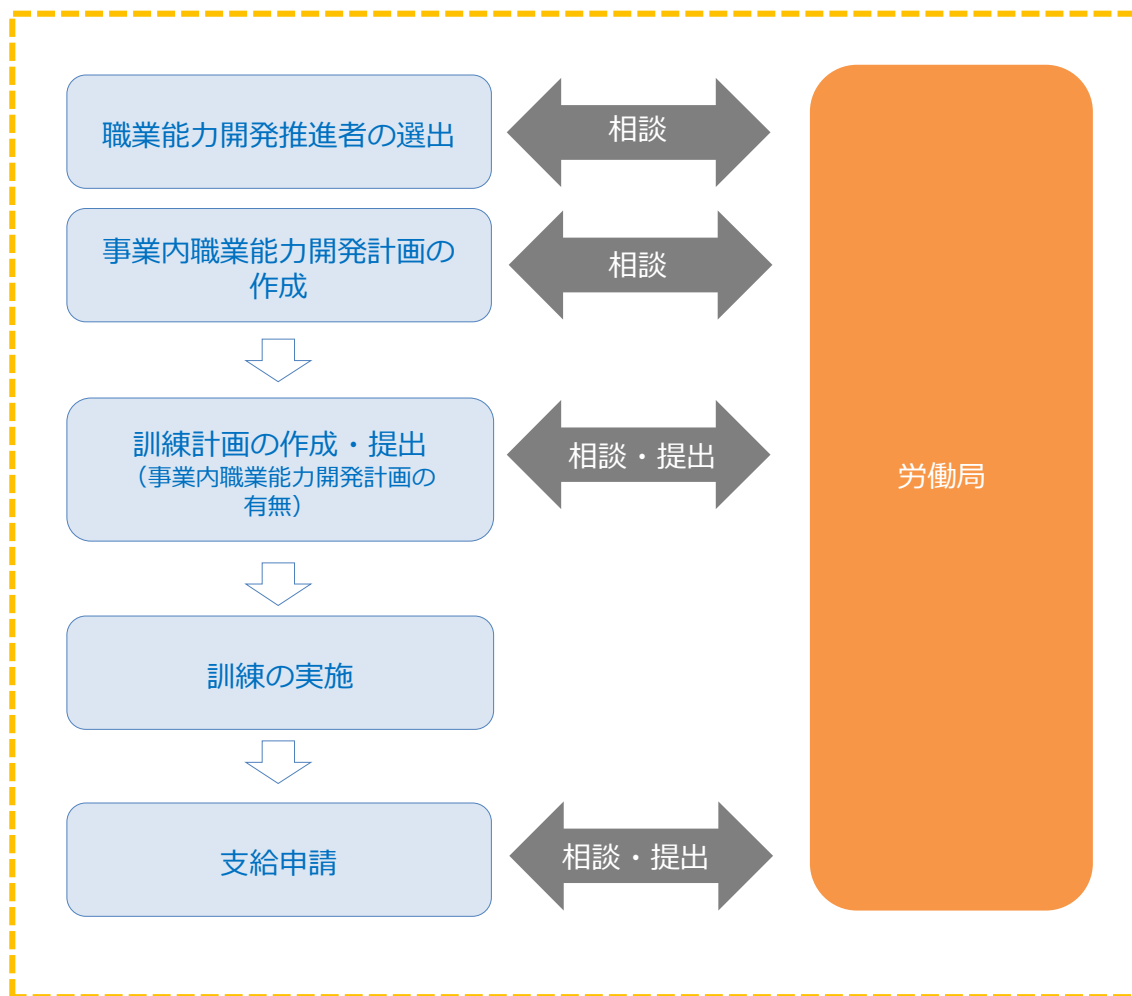 職業能力開発推進者の選出
相談
事業内職業能力開発計画の
作成
相談
訓練計画の作成・提出
（事業内職業能力開発計画の
有無）
相談・提出
労働局
訓練の実施
支給申請
相談・提出